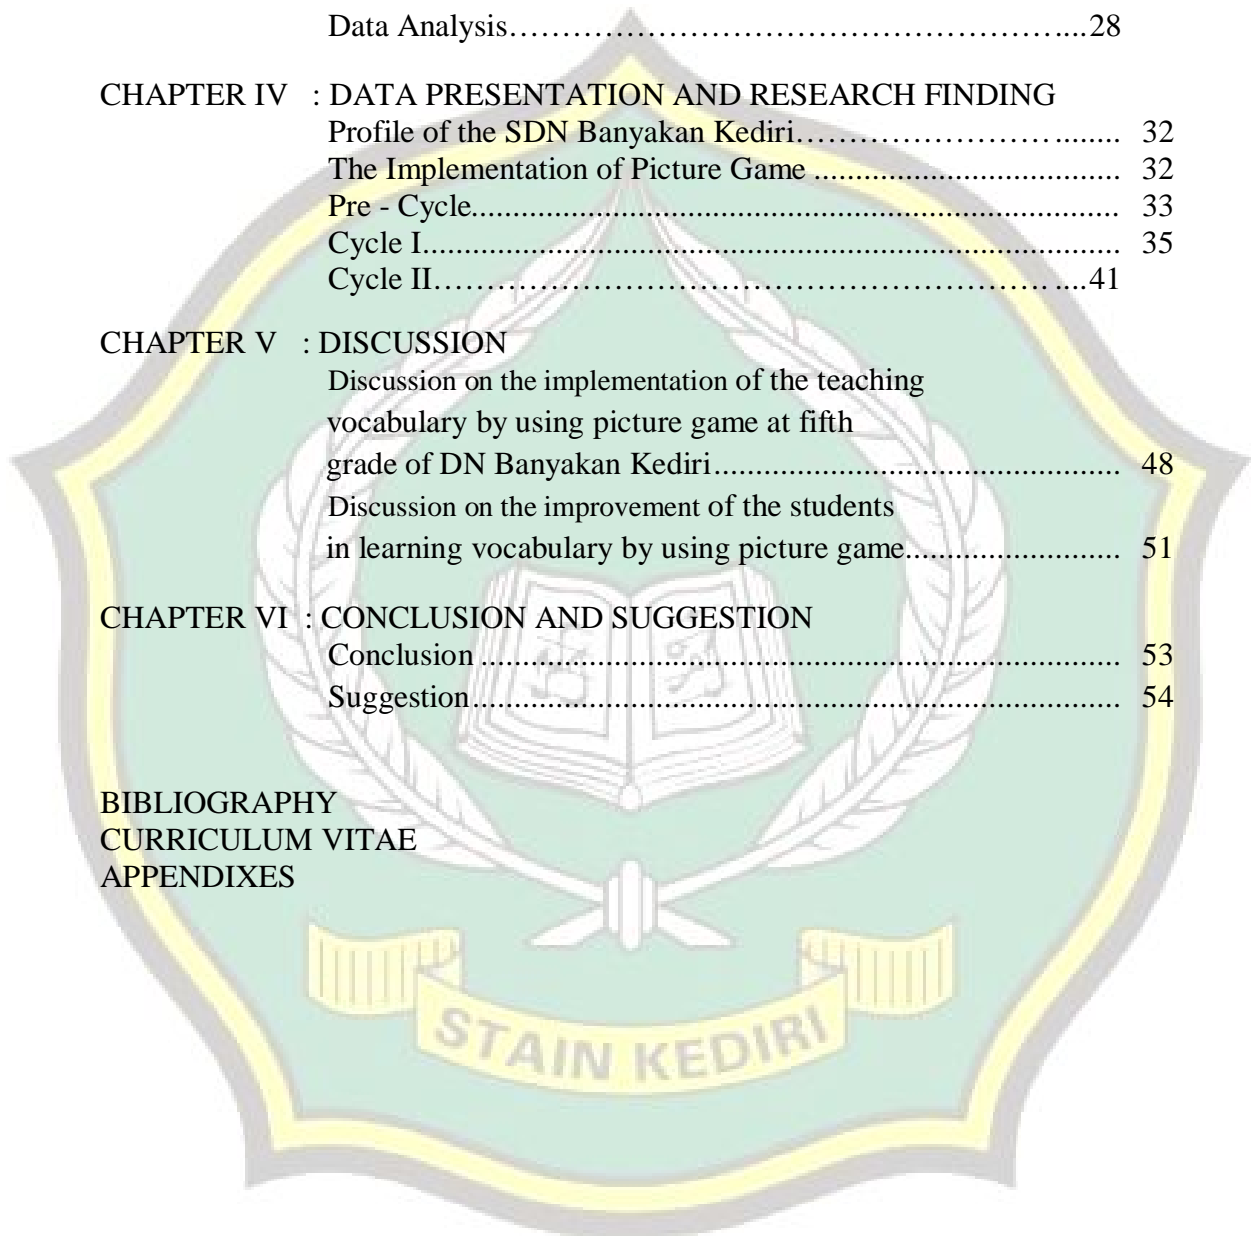 Data Analysis…………………………………………………....28
CHAPTER IV : DATA PRESENTATION AND RESEARCH FINDING
Profile of the SDN Banyakan Kediri……………………........ 32
The Implementation of Picture Game ..................................... 32
Pre - Cycle............................................................................... 33
Cycle I..................................................................................... 35
Cycle II………………………………………………………....41
CHAPTER V : DISCUSSION
Discussion on the implementation of the teaching
vocabulary by using picture game at fifth
grade of DN Banyakan Kediri................................................. 48
Discussion on the improvement of the students
in learning vocabulary by using picture game.......................... 51
CHAPTER VI : CONCLUSION AND SUGGESTION
Conclusion .............................................................................. 53
Suggestion............................................................................... 54
BIBLIOGRAPHY
CURRICULUM VITAE
APPENDIXES
STAIN KEDIRI